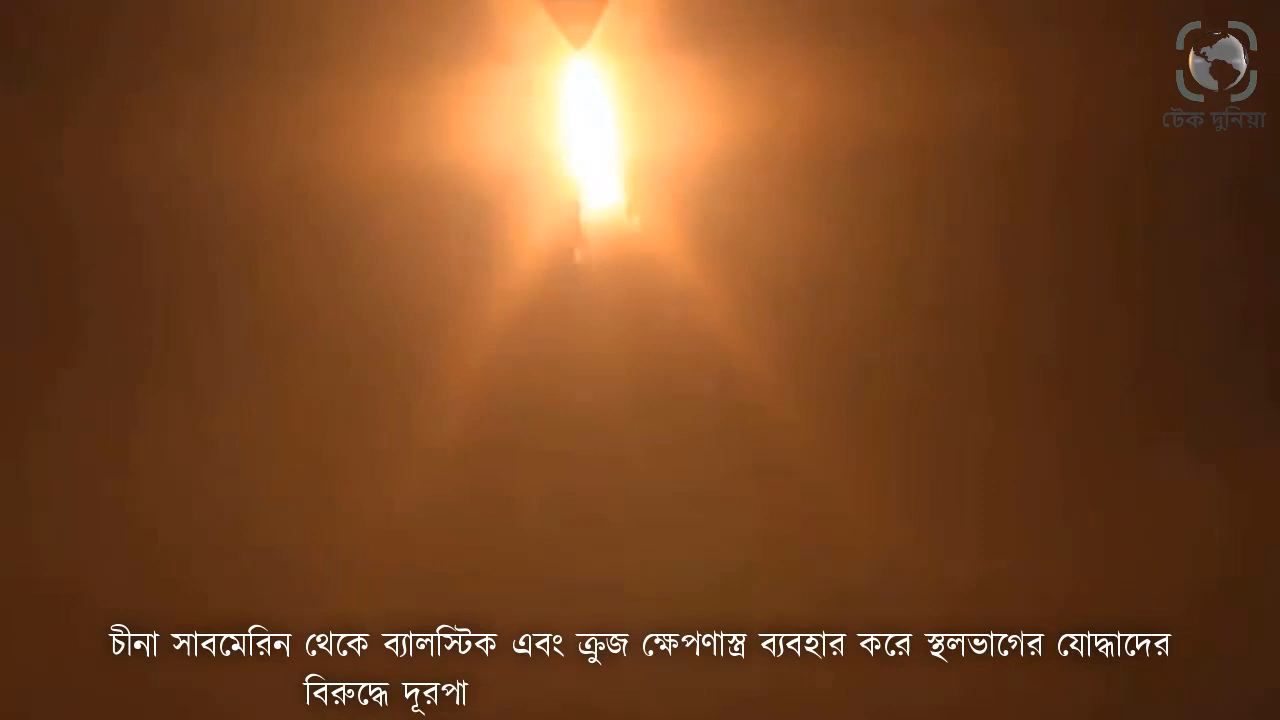 টেক দুনিয়া
চীনা সাবমেরিন থেকে ব্যালস্টিক এবং ক্রুজ ক্ষেপণাস্ত্র ব্যবহার করে স্থলভাগের যোদ্ধাদের
বিরুদ্ধে দূরপা